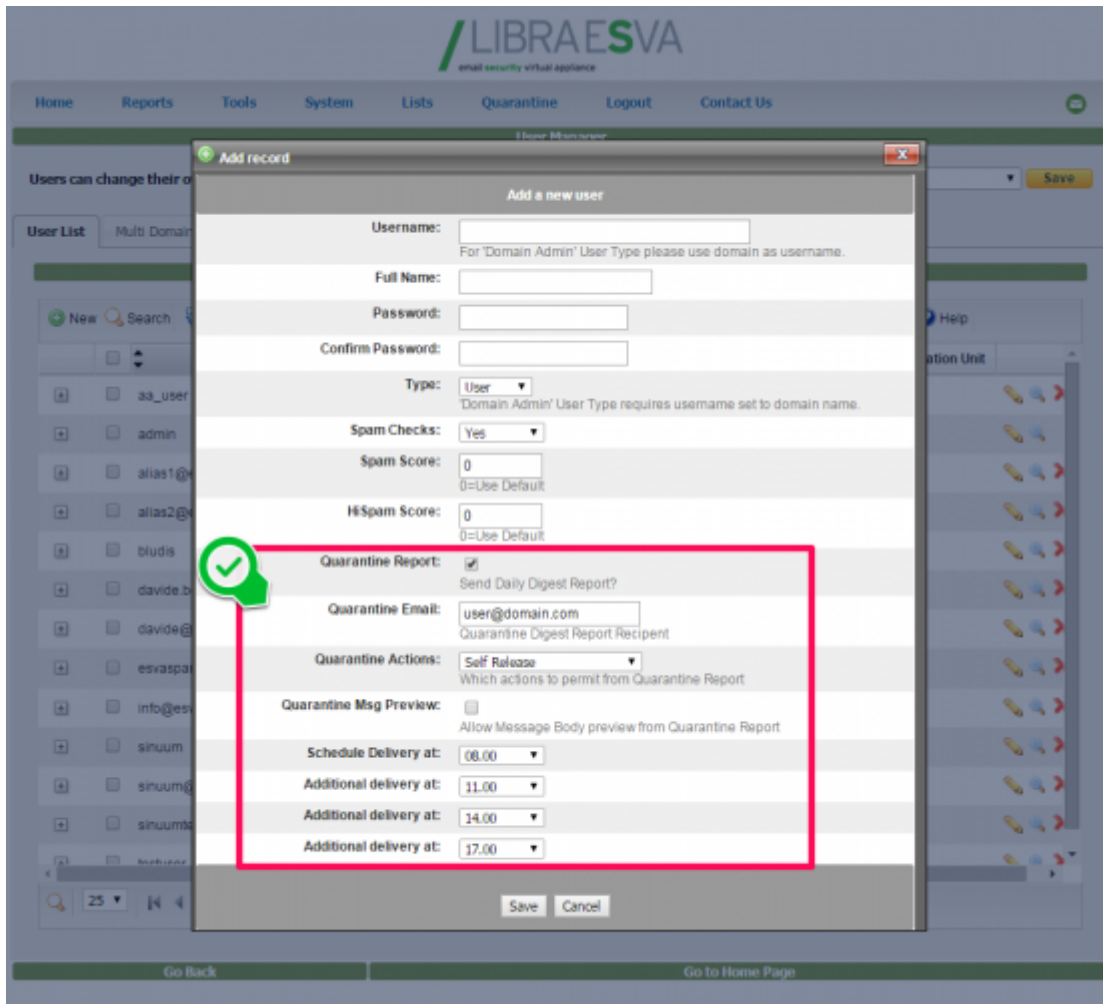 LIBRAESVA
email security virtual appliance
Home Reports Tools System Lists Quarantine Logout Contact Us
User Manager
Add record
Users can change their o
Save
Add a new user
User List Multi Domain
Username:
For 'Domain Admin' User Type please use domain as username.
Full Name:
Password:
New Search Help
Confirm Password:
ation Unit
Type: User
'Domain Admin' User Type requires username set to domain name.
aa_user
Spam Checks: Yes
admin
Spam Score: 0
0=Use Default
alias1@e
HiSpam Score: 0
0=Use Default
alias2@e
Quarantine Report:
Send Daily Digest Report?
bludis
davide.b
Quarantine Email: user@domain.com
Quarantine Digest Report Recipent
davide@
Quarantine Actions: Self Release
Which actions to permit from Quarantine Report
esvaspa
Quarantine Msg Preview:
Allow Message Body preview from Quarantine Report
info@esv
Schedule Delivery at: 08.00
sinuum
Additional delivery at: 11.00
sinuum@
Additional delivery at: 14.00
sinuumte
Additional delivery at: 17.00
testuser
25
Save Cancel
Go Back Go to Home Page